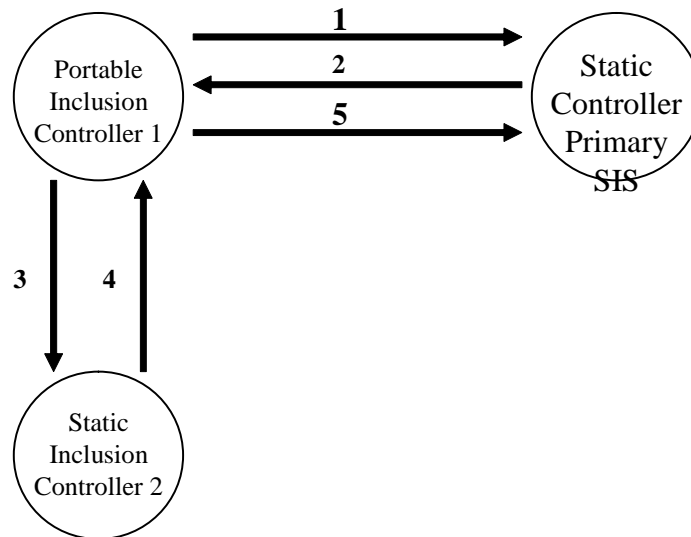 1
2
5
Portable
Inclusion
Controller 1
Static
Controller
Primary
SIS
3
4
Static
Inclusion
Controller 2